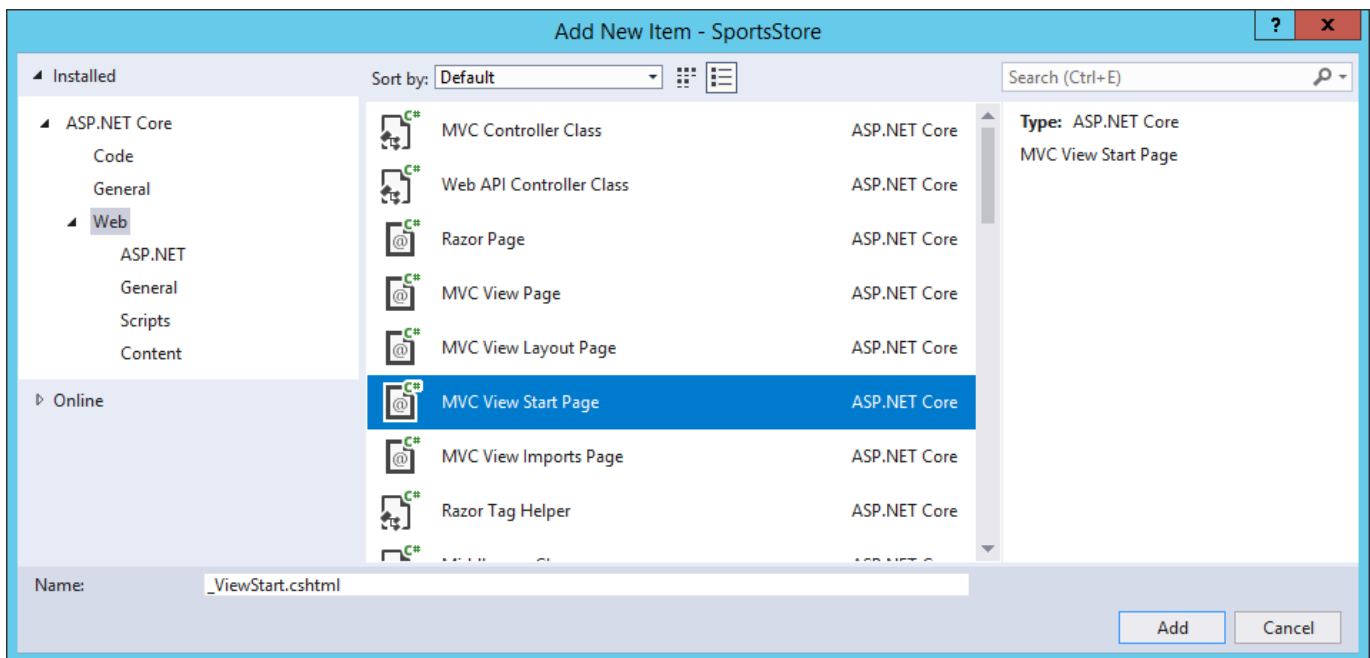 Add New Item - SportsStore
?
x
Installed
Sort by: Default
Search (Ctrl+E)
ASP.NET Core
Code
General
Web
ASP.NET
General
Scripts
Content
Online
C# MVC Controller Class ASP.NET Core
C# Web API Controller Class ASP.NET Core
C# @ Razor Page ASP.NET Core
C# @ MVC View Page ASP.NET Core
C# @ MVC View Layout Page ASP.NET Core
C# @ MVC View Start Page ASP.NET Core
C# @ MVC View Imports Page ASP.NET Core
C# Razor Tag Helper ASP.NET Core
C#
Type: ASP.NET Core
MVC View Start Page
Name: _ViewStart.cshtml
Add
Cancel